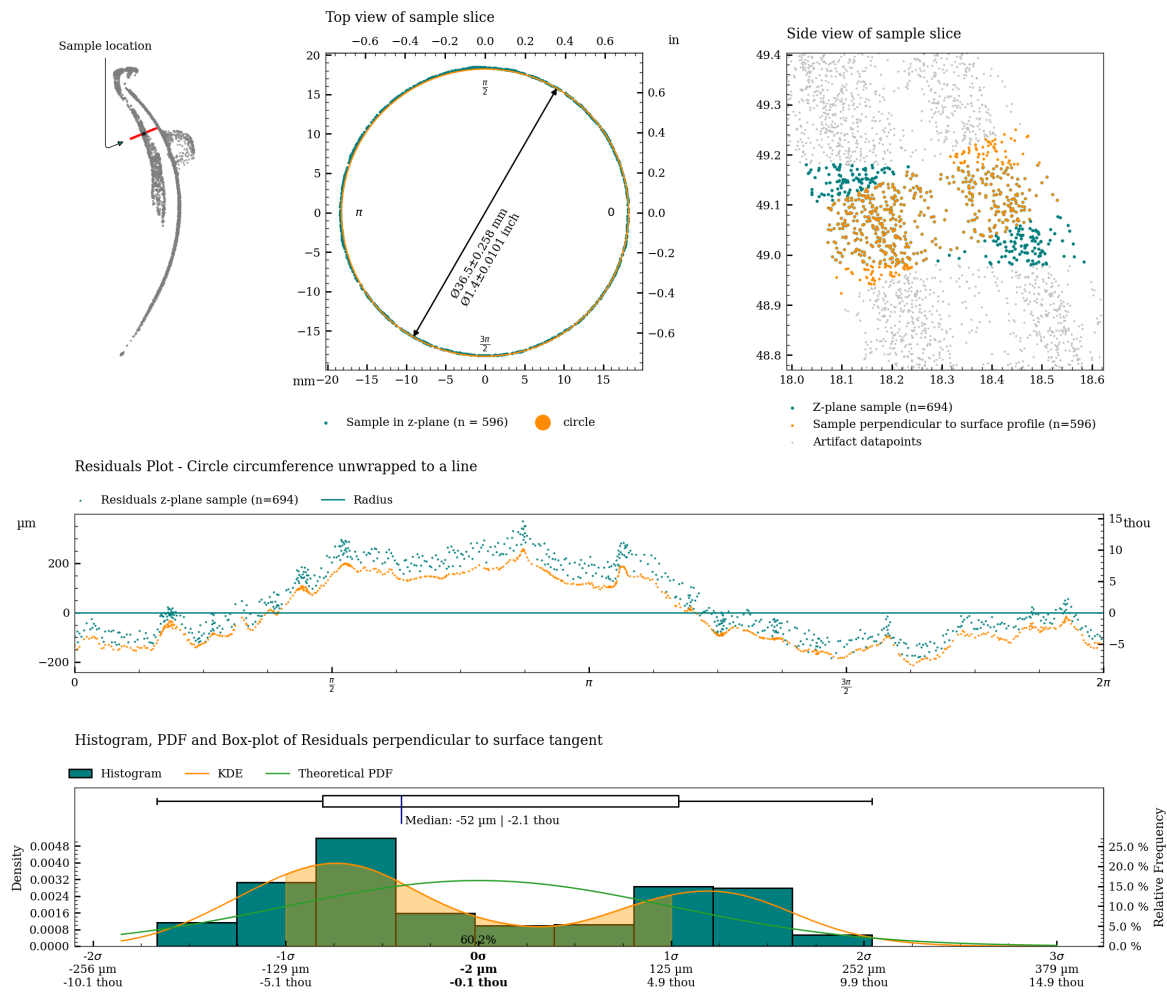 Top view of sample slice
Side view of sample slice
Sample location
−0.6 −0.4 −0.2 0.0 0.2 0.4 0.6 in
20
15
10
5
0
−5
−10
−15
mm −20 −15 −10 −5 0 5 10 15
0.6
0.4
0.2
0.0
−0.2
−0.4
−0.6
π/2
π
0
3π/2
Ø36.5±0.258 mm
Ø1.4±0.0101 inch
49.4
49.3
49.2
49.1
49.0
48.9
48.8
18.0 18.1 18.2 18.3 18.4 18.5 18.6
Sample in z-plane (n = 596) circle
Z-plane sample (n=694)
Sample perpendicular to surface profile (n=596)
Artifact datapoints
Residuals Plot - Circle circumference unwrapped to a line
Residuals z-plane sample (n=694) Radius
µm
200
0
−200
15 thou
10
5
0
−5
0 π/2 π 3π/2 2π
Histogram, PDF and Box-plot of Residuals perpendicular to surface tangent
Histogram KDE Theoretical PDF
Median: -52 µm | -2.1 thou
Density
0.0048
0.0040
0.0032
0.0024
0.0016
0.0008
0.0000
Relative Frequency
25.0 %
20.0 %
15.0 %
10.0 %
5.0 %
0.0 %
60.2%
-2σ -1σ 0σ 1σ 2σ 3σ
-256 µm -129 µm -2 µm 125 µm 252 µm 379 µm
-10.1 thou -5.1 thou -0.1 thou 4.9 thou 9.9 thou 14.9 thou